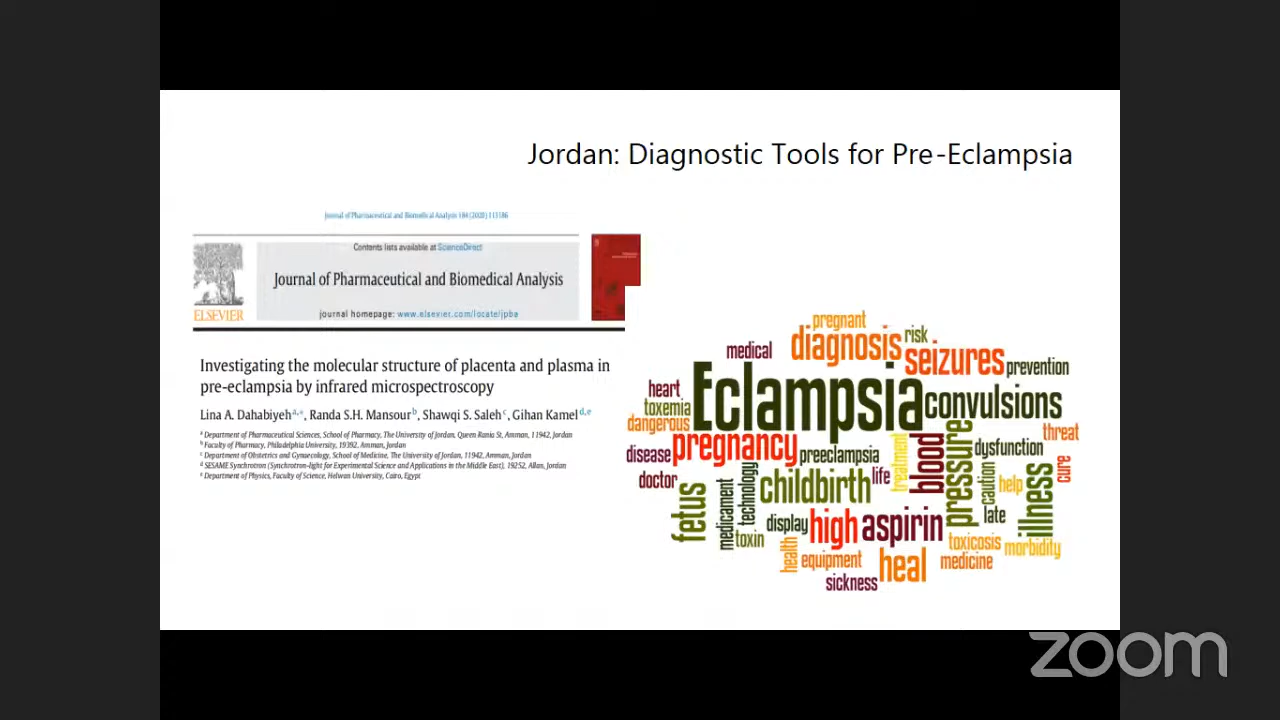 Jordan: Diagnostic Tools for Pre-Eclampsia
Journal of Pharmaceutical and Biomedical Analysis 184 (2020) 113186
Contents lists available at ScienceDirect
Journal of Pharmaceutical and Biomedical Analysis
ELSEVIER
journal homepage: www.elsevier.com/locate/jpba
Investigating the molecular structure of placenta and plasma in
pre-eclampsia by infrared microspectroscopy
Lina A. Dahabiyeh a,*, Randa S.H. Mansour b, Shawqi S. Saleh c, Gihan Kamel d,e
a Department of Pharmaceutical Sciences, School of Pharmacy, The University of Jordan, Queen Rania St, Amman, 11942, Jordan
b Faculty of Pharmacy, Philadelphia University, 19392, Amman, Jordan
c Department of Obstetrics and Gynaecology, School of Medicine, The University of Jordan, 11942, Amman, Jordan
d SESAME Synchrotron (Synchrotron-light for Experimental Science and Applications in the Middle East), 19252, Allan, Jordan
e Department of Physics, Faculty of Science, Helwan University, Cairo, Egypt
pregnant
diagnosis
risk
medical
seizures
prevention
heart
Eclampsia
convulsions
toxemia
dangerous
threat
disease
pregnancy
preeclampsia
treatment
blood
pressure
dysfunction
doctor
life
cure
fetus
medicament
technology
childbirth
caution
help
illness
late
display
high
aspirin
toxin
health
equipment
heal
toxicosis
morbidity
medicine
sickness
zoom